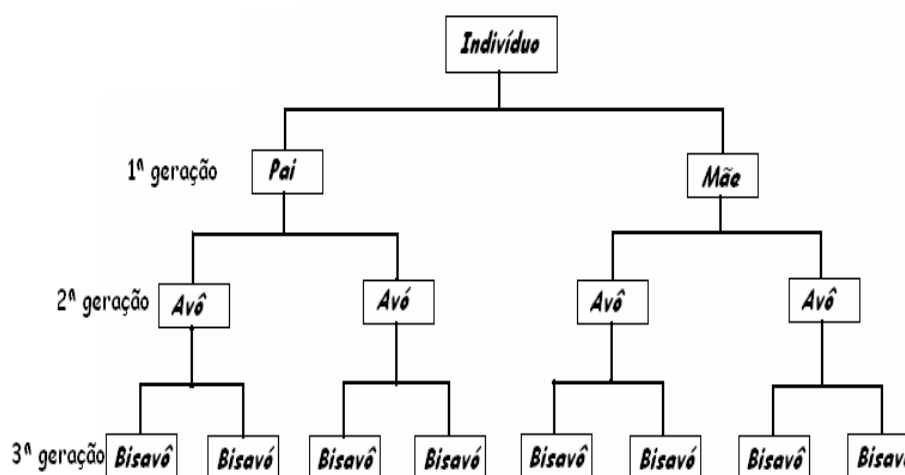 Indivíduo
1ª geração Pai Mãe
2ª geração Avô Avó Avô Avô
3ª geração Bisavô Bisavó Bisavô Bisavó Bisavô Bisavó Bisavô